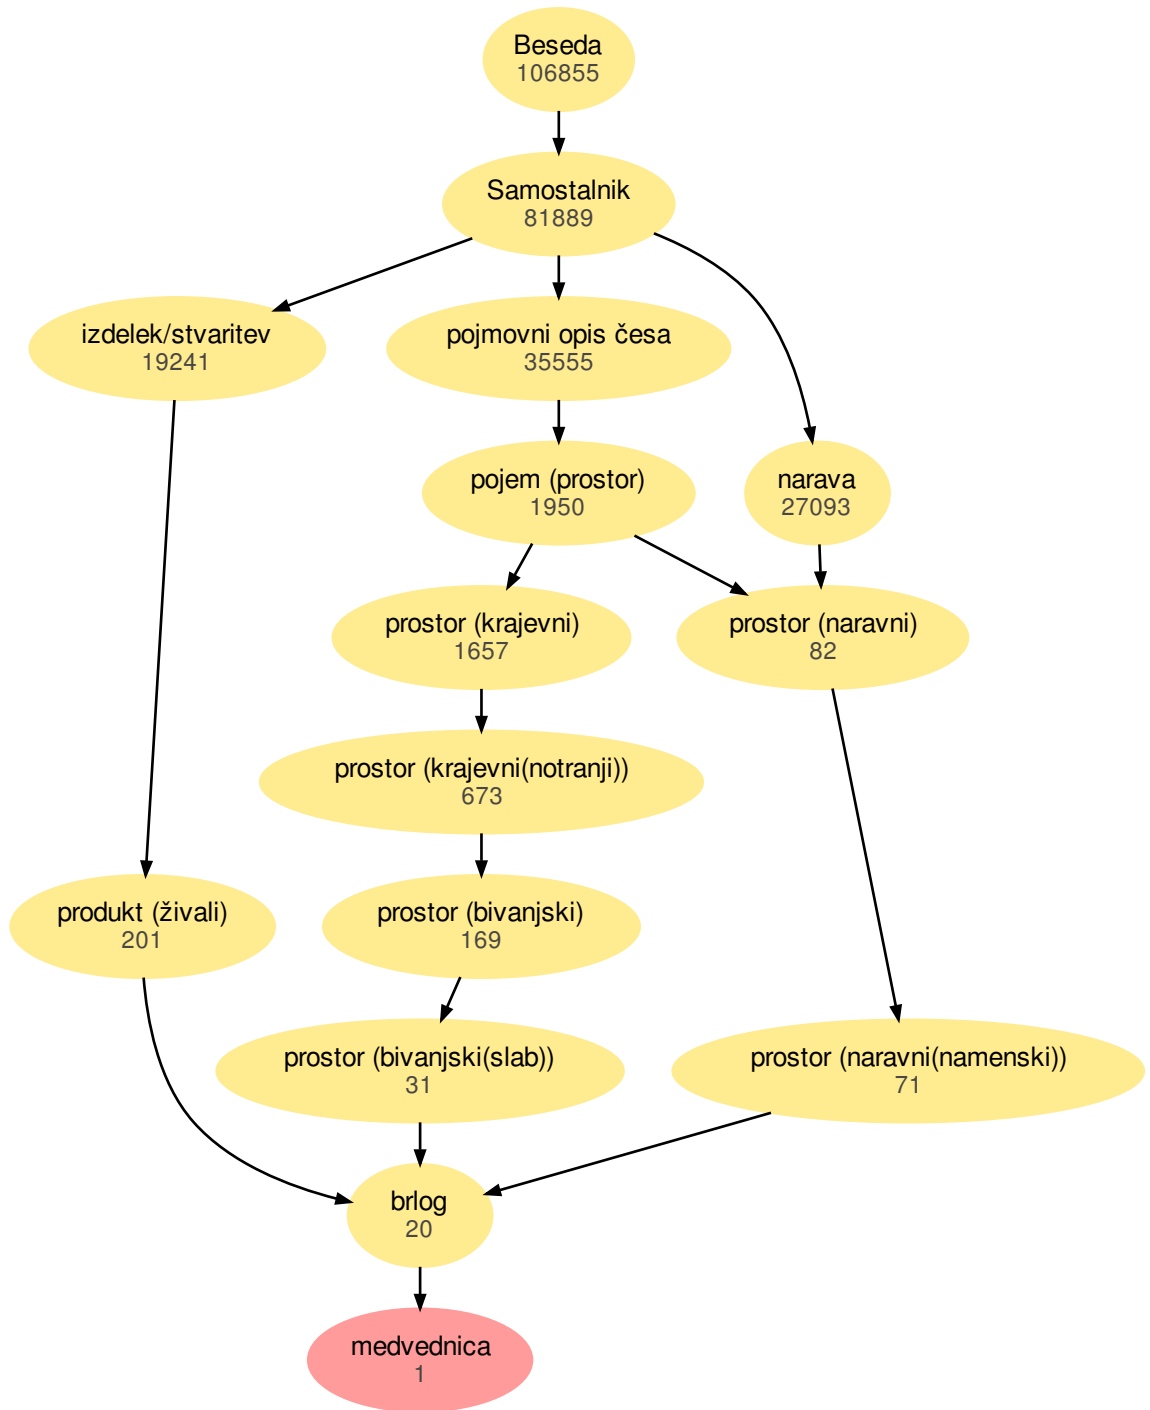 Beseda
106855
Samostalnik
81889
izdelek/stvaritev
19241
pojmovni opis česa
35555
pojem (prostor)
1950
narava
27093
prostor (krajevni)
1657
prostor (naravni)
82
prostor (krajevni(notranji))
673
produkt (živali)
201
prostor (bivanjski)
169
prostor (bivanjski(slab))
31
prostor (naravni(namenski))
71
brlog
20
medvednica
1